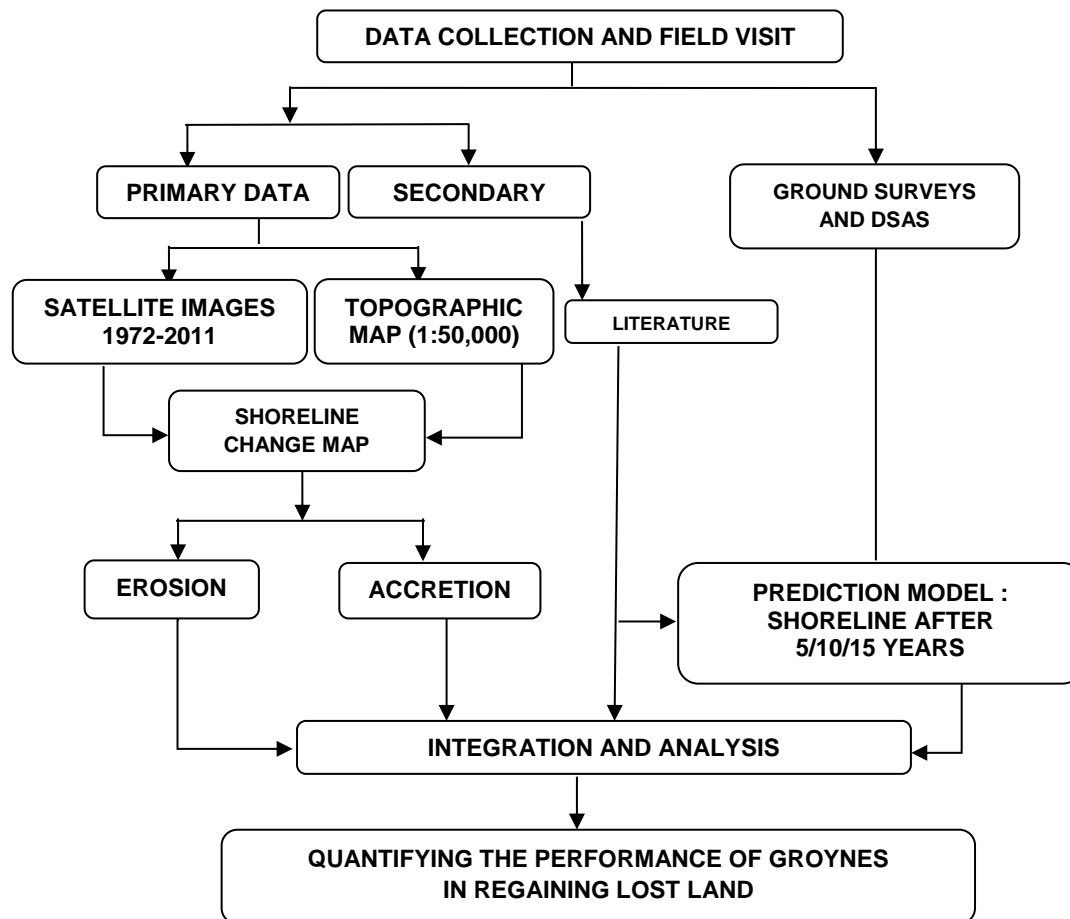 DATA COLLECTION AND FIELD VISIT
PRIMARY DATA
SECONDARY
GROUND SURVEYS
AND DSAS
SATELLITE IMAGES
1972-2011
TOPOGRAPHIC
MAP (1:50,000)
LITERATURE
SHORELINE
CHANGE MAP
EROSION
ACCRETION
PREDICTION MODEL :
SHORELINE AFTER
5/10/15 YEARS
INTEGRATION AND ANALYSIS
QUANTIFYING THE PERFORMANCE OF GROYNES
IN REGAINING LOST LAND